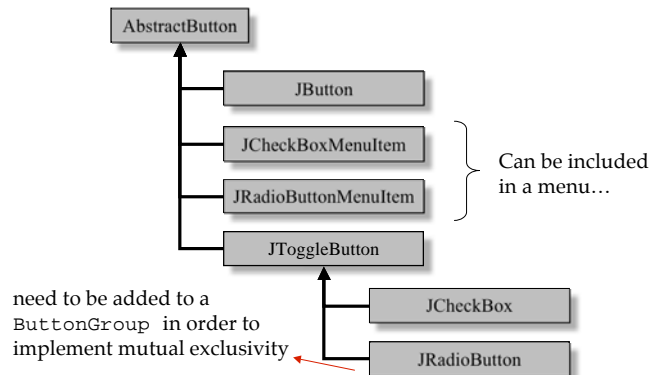 AbstractButton
JButton
JCheckBoxMenuItem
JRadioButtonMenuItem
Can be included
in a menu…
JToggleButton
need to be added to a
ButtonGroup in order to
implement mutual exclusivity
JCheckBox
JRadioButton